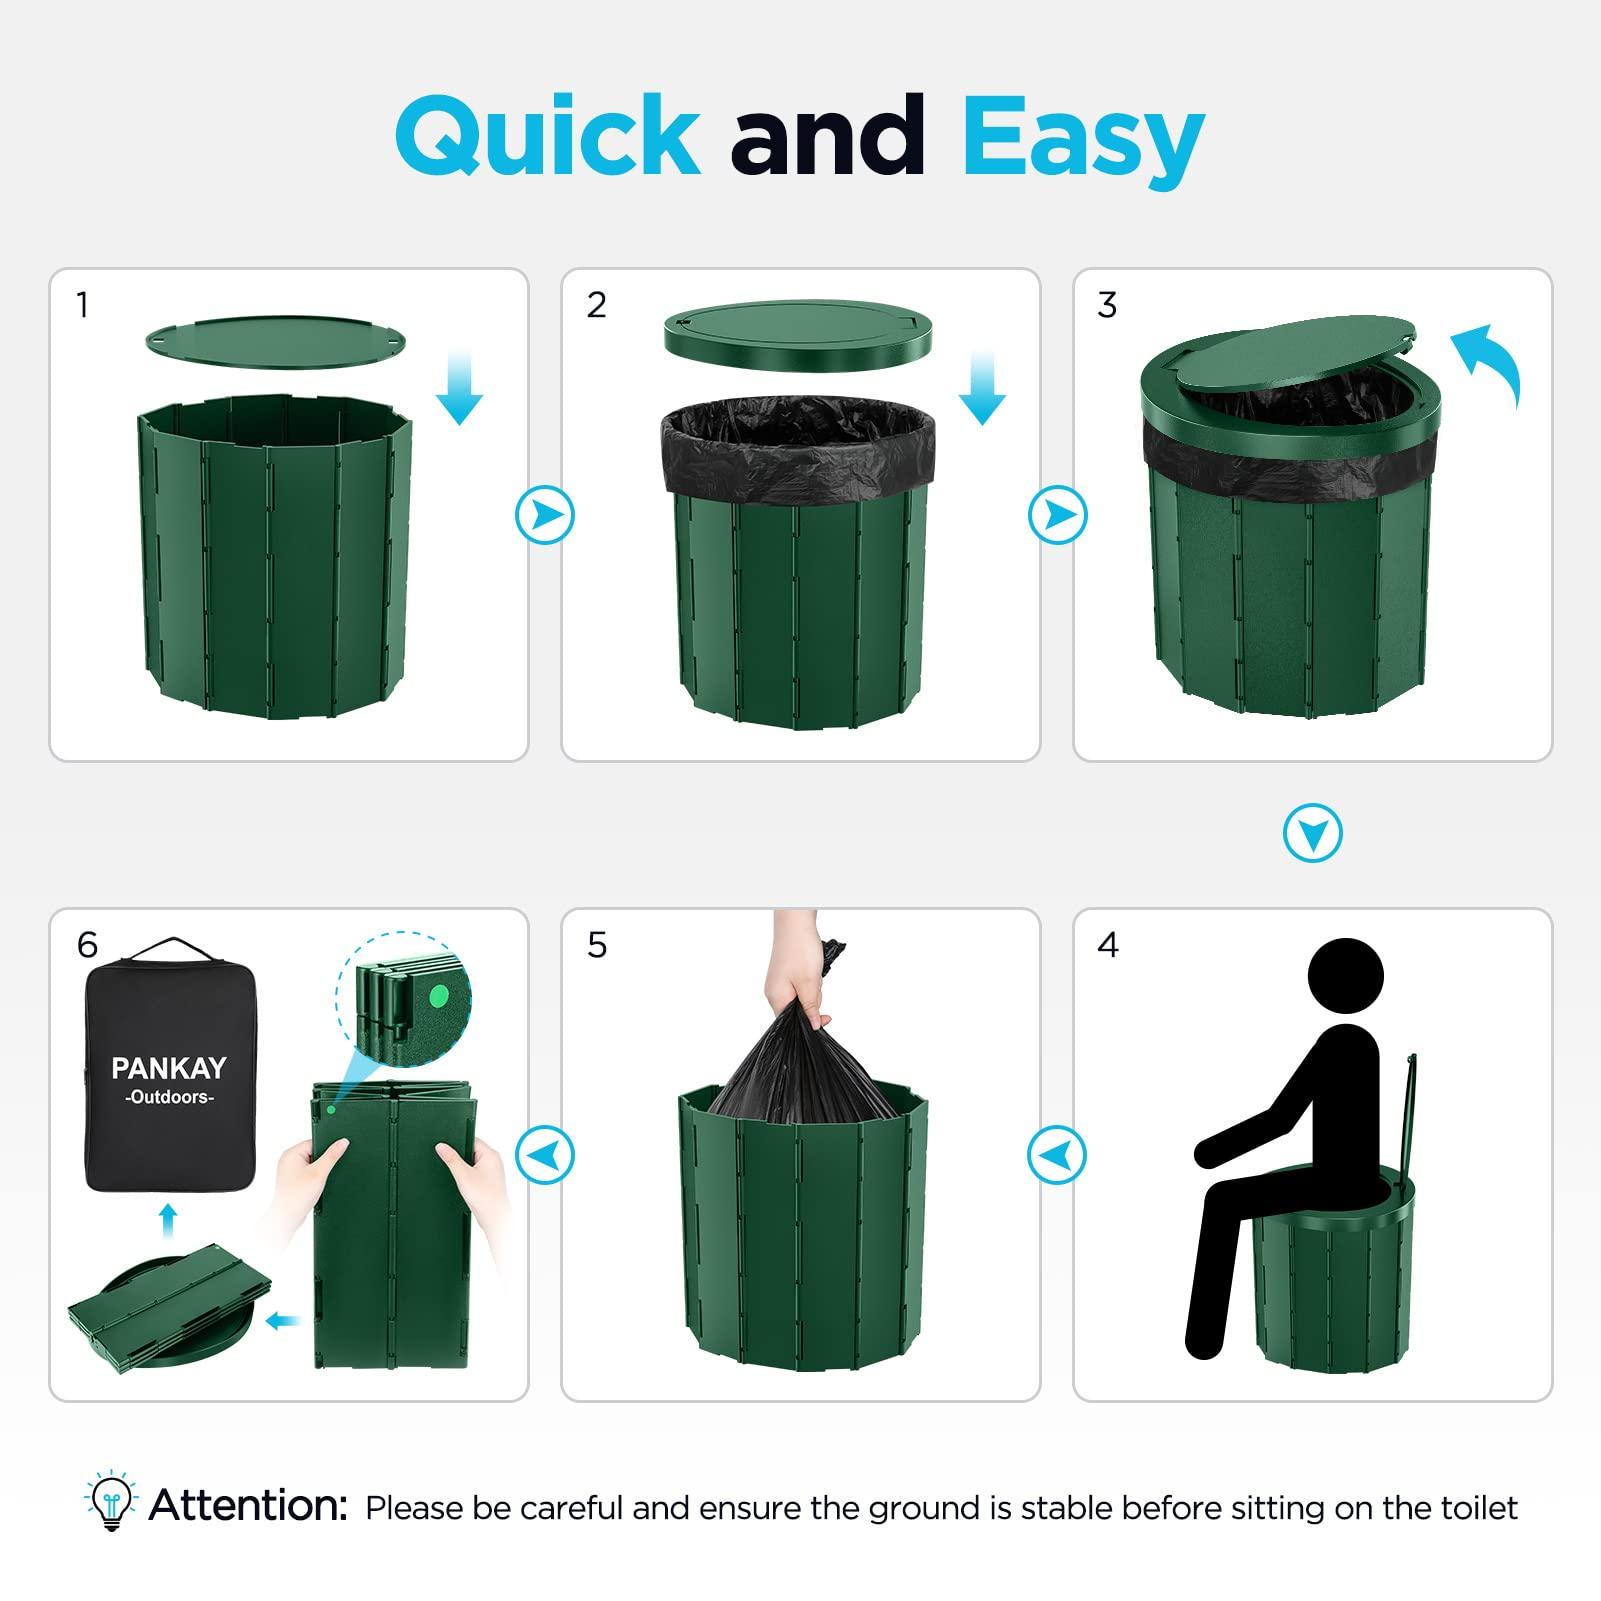 Quick and Easy
1
2
3
6
PANKAY
-Outdoors-
5
4
Attention: Please be careful and ensure the ground is stable before sitting on the toilet